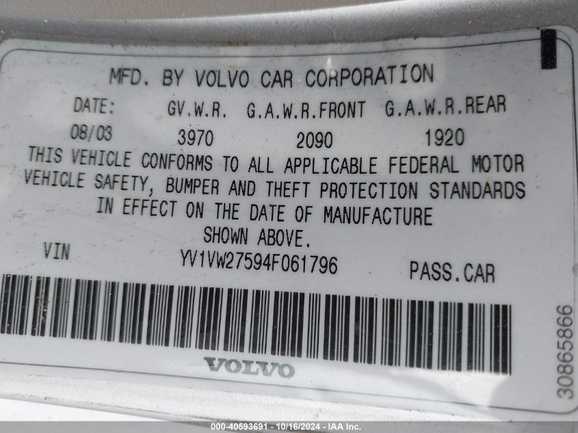 MFD. BY VOLVO CAR CORPORATION
DATE: GV.W.R. G.A.W.R.FRONT G.A.W.R.REAR
08/03 3970 2090 1920
THIS VEHICLE CONFORMS TO ALL APPLICABLE FEDERAL MOTOR
VEHICLE SAFETY, BUMPER AND THEFT PROTECTION STANDARDS
IN EFFECT ON THE DATE OF MANUFACTURE
SHOWN ABOVE.
VIN YV1VW27594F061796 PASS.CAR
VOLVO
30865866
40593691 - 10/16/2024 - IAA Inc.